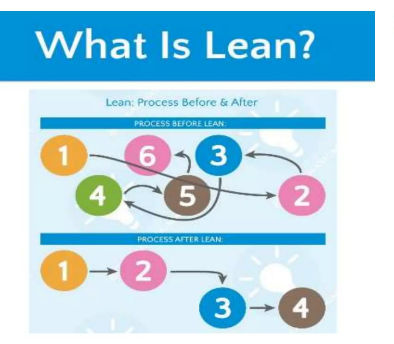 What Is Lean?
Lean: Process Before & After
PROCESS BEFORE LEAN:
1 6 3
4 5 2
PROCESS AFTER LEAN:
1 2
3 4